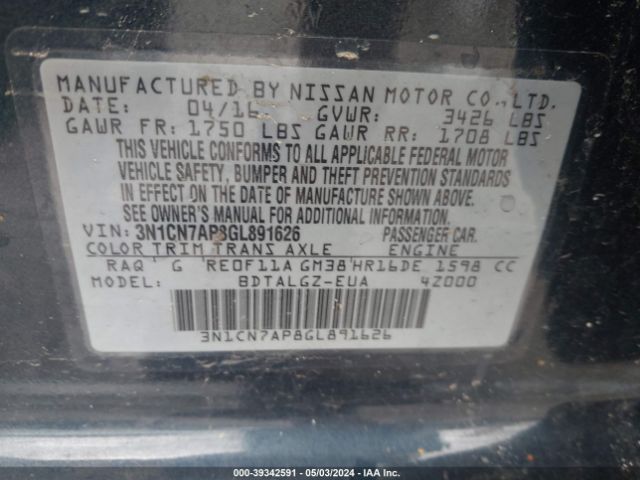 MANUFACTURED BY NISSAN MOTOR CO., LTD.
DATE: 04/16 GVWR: 3426 LBS
GAWR FR: 1750 LBS GAWR RR: 1708 LBS
THIS VEHICLE CONFORMS TO ALL APPLICABLE FEDERAL MOTOR
VEHICLE SAFETY, BUMPER AND THEFT PREVENTION STANDARDS
IN EFFECT ON THE DATE OF MANUFACTURE SHOWN ABOVE.
SEE OWNER'S MANUAL FOR ADDITIONAL INFORMATION.
VIN: 3N1CN7AP8GL891626 PASSENGER CAR.
COLOR TRIM TRANS AXLE ENGINE
RAQ' G 'RE0F11A GM38'HR16DE 1598 CC
MODEL: BDTALGZ-EUA 4Z000
3N1CN7AP8GL891626
000-39342591 - 05/03/2024 - IAA Inc.